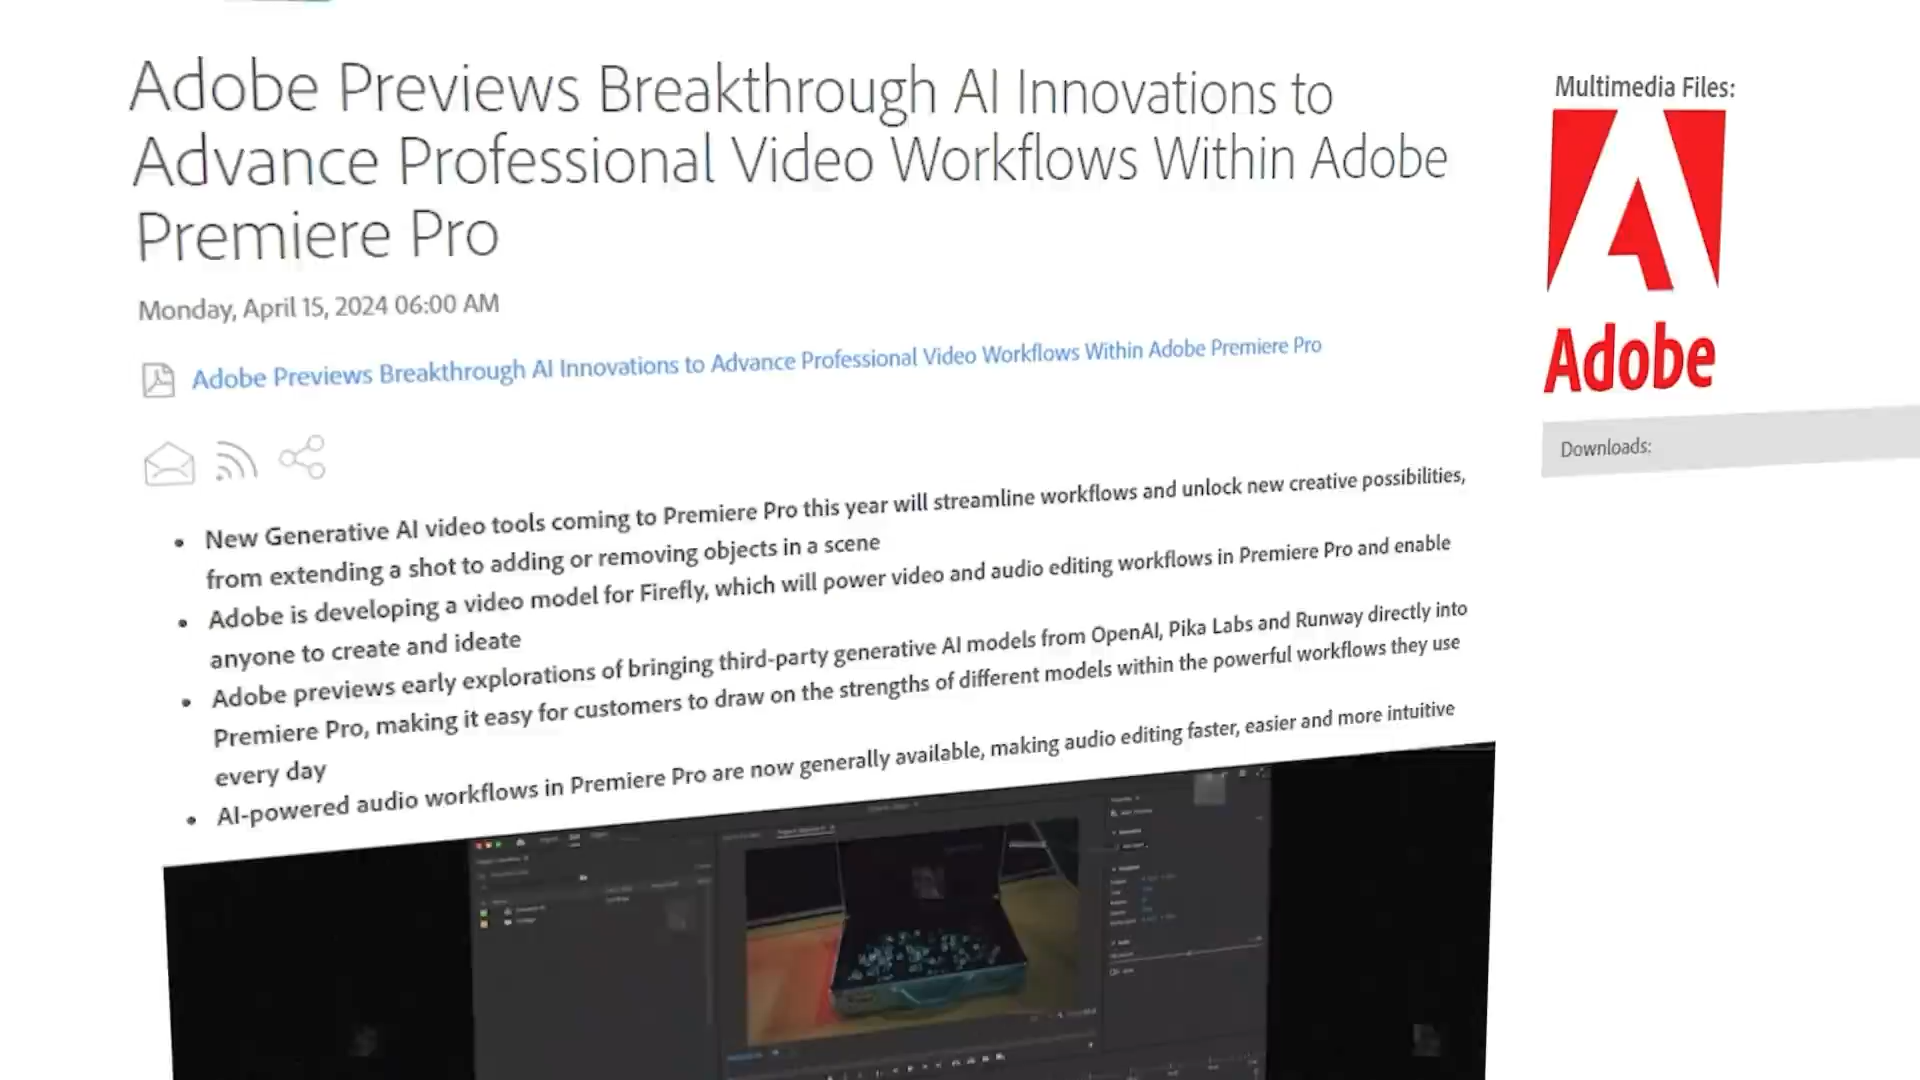 Adobe Previews Breakthrough AI Innovations to
Advance Professional Video Workflows Within Adobe
Premiere Pro
Monday, April 15, 2024 06:00 AM
Adobe Previews Breakthrough AI Innovations to Advance Professional Video Workflows Within Adobe Premiere Pro
• New Generative AI video tools coming to Premiere Pro this year will streamline workflows and unlock new creative possibilities,
from extending a shot to adding or removing objects in a scene
• Adobe is developing a video model for Firefly, which will power video and audio editing workflows in Premiere Pro and enable
anyone to create and ideate
• Adobe previews early explorations of bringing third-party generative AI models from OpenAI, Pika Labs and Runway directly into
Premiere Pro, making it easy for customers to draw on the strengths of different models within the powerful workflows they use
every day
• AI-powered audio workflows in Premiere Pro are now generally available, making audio editing faster, easier and more intuitive
Multimedia Files:
Adobe
Downloads: